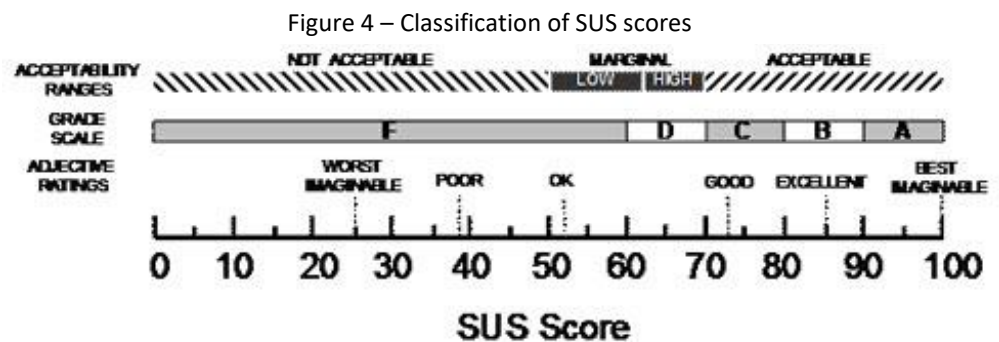 Figure 4 – Classification of SUS scores
NOT ACCEPTABLE MARGINAL ACCEPTABLE
ACCEPTABILITY RANGES
LOW HIGH
GRADE SCALE
F D C B A
ADJECTIVE RATINGS
WORST IMAGINABLE POOR OK GOOD EXCELLENT BEST IMAGINABLE
0 10 20 30 40 50 60 70 80 90 100
SUS Score